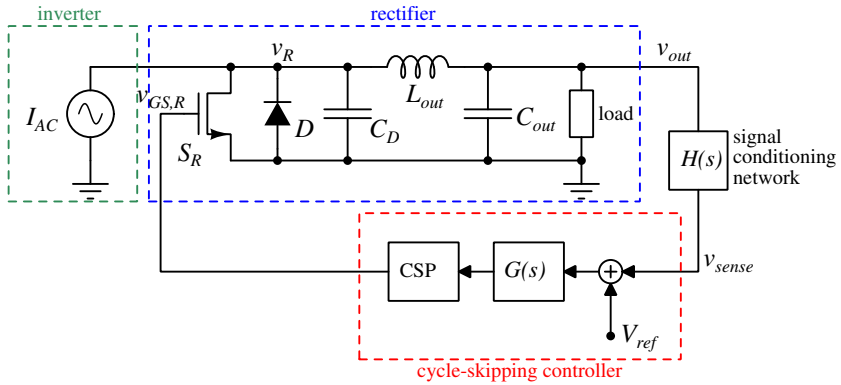 inverter
rectifier
v_R
v_out
v_GS,R
L_out
I_AC
S_R
D
C_D
C_out
load
H(s)
signal
conditioning
network
CSP
G(s)
+
v_sense
V_ref
cycle-skipping controller